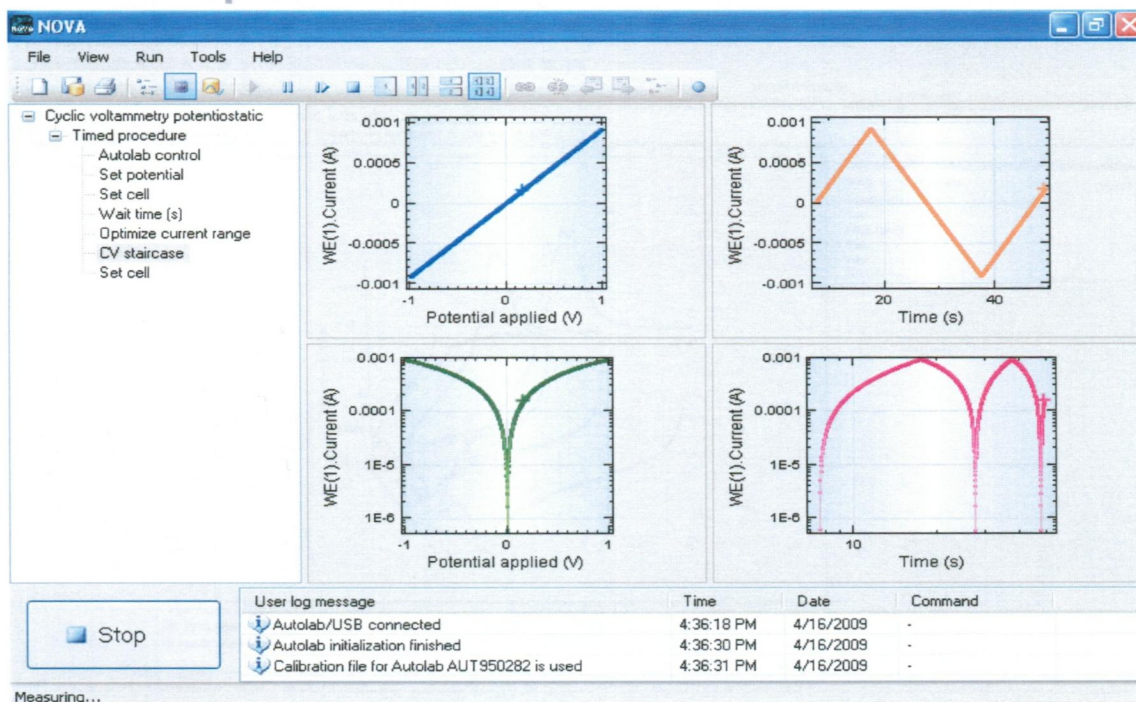 NOVA
File View Run Tools Help
Cyclic voltammetry potentiostatic
Timed procedure
Autolab control
Set potential
Set cell
Wait time (s)
Optimize current range
CV staircase
Set cell
WE(1).Current (A)
0.001
0.0005
0
-0.0005
-0.001
-1 0 1
Potential applied (V)
WE(1).Current (A)
0.001
0.0005
0
-0.0005
-0.001
20 40
Time (s)
WE(1).Current (A)
0.001
0.0001
1E-5
1E-6
-1 0 1
Potential applied (V)
WE(1).Current (A)
0.001
0.0001
1E-5
1E-6
10
Time (s)
Stop
User log message Time Date Command
Autolab/USB connected 4:36:18 PM 4/16/2009 -
Autolab initialization finished 4:36:30 PM 4/16/2009 -
Calibration file for Autolab AUT950282 is used 4:36:31 PM 4/16/2009 -
Measuring...